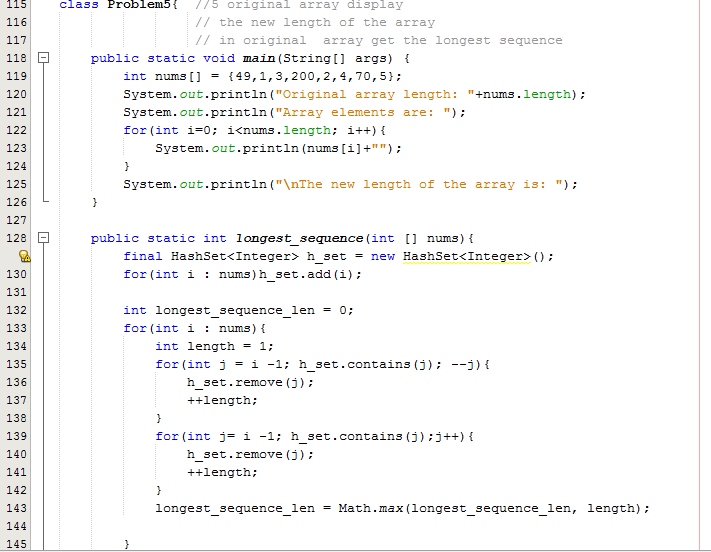 115 class Problem5{  //5 original array display
116                  // the new length of the array
117                  // in original  array get the longest sequence
118     public static void main(String[] args) {
119         int nums[] = {49,1,3,200,2,4,70,5};
120         System.out.println("Original array length: "+nums.length);
121         System.out.println("Array elements are: ");
122         for(int i=0; i<nums.length; i++){
123             System.out.println(nums[i]+"");
124         }
125         System.out.println("\nThe new length of the array is: ");
126     }
127
128     public static int longest_sequence(int [] nums){
        final HashSet<Integer> h_set = new HashSet<Integer>();
130         for(int i : nums)h_set.add(i);
131
132         int longest_sequence_len = 0;
133         for(int i : nums){
134             int length = 1;
135             for(int j = i -1; h_set.contains(j); --j){
136                 h_set.remove(j);
137                 ++length;
138             }
139             for(int j= i -1; h_set.contains(j);j++){
140                 h_set.remove(j);
141                 ++length;
142             }
143             longest_sequence_len = Math.max(longest_sequence_len, length);
144
145         }